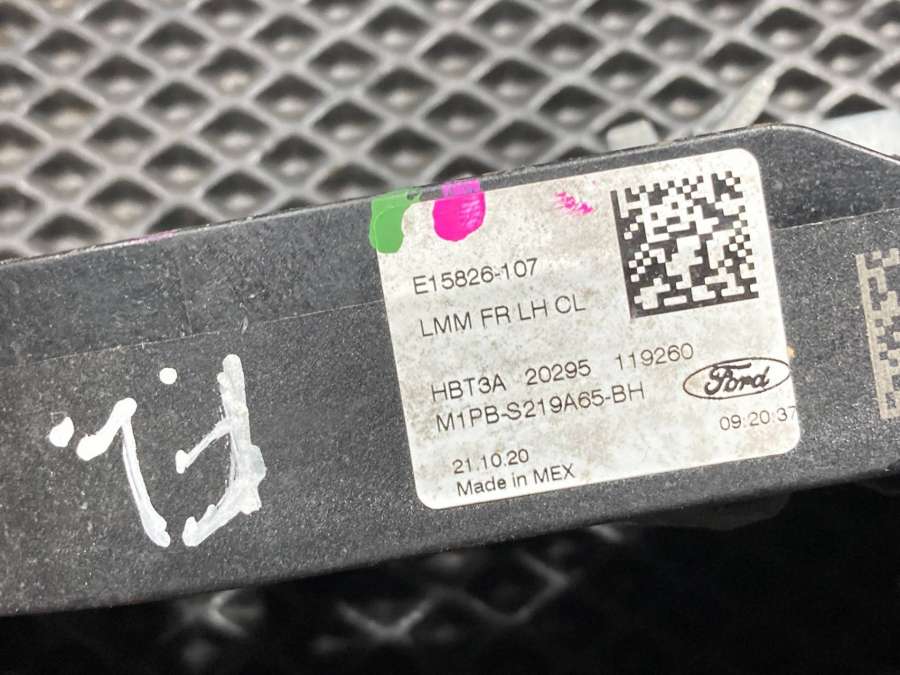 E15826-107
LMM FR LH CL
HBT3A 20295 119260
M1PB-S219A65-BH
Ford
09:20:37
21.10.20
Made in MEX